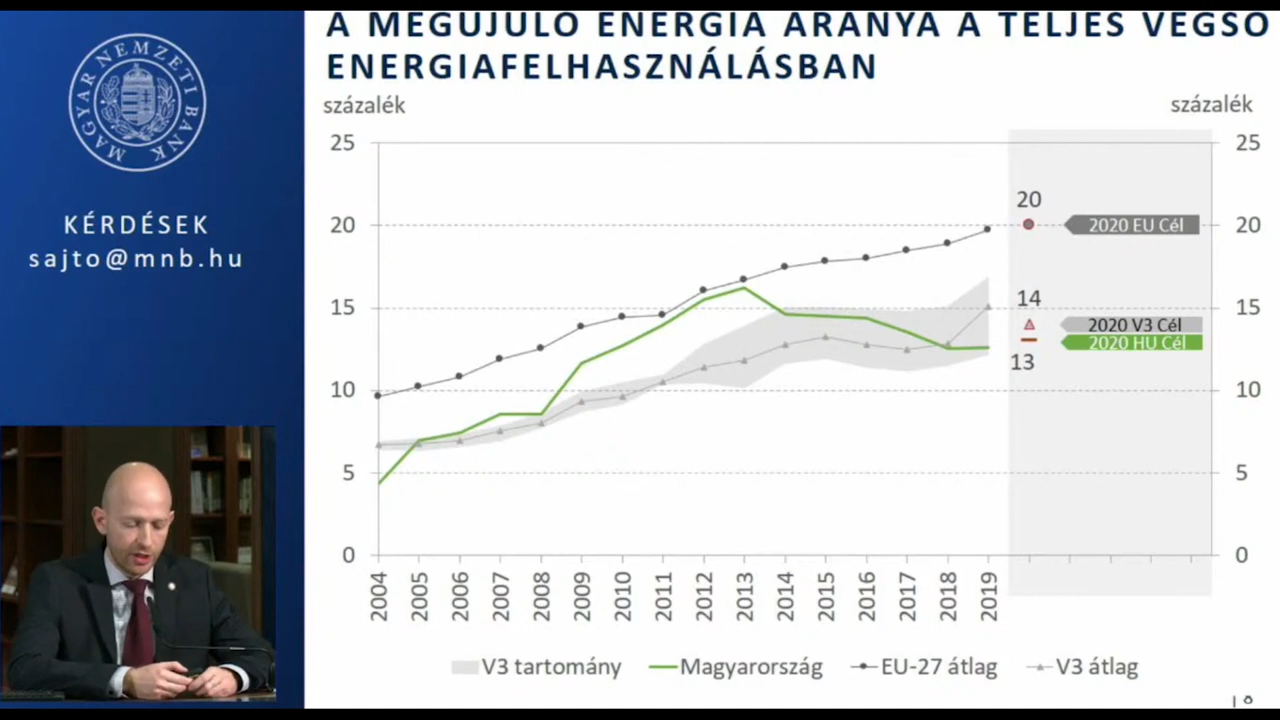 MAGYAR NEMZETI BANK
KÉRDÉSEK
sajto@mnb.hu
A MEGÚJULÓ ENERGIA ARÁNYA A TELJES VÉGSŐ
ENERGIAFELHASZNÁLÁSBAN
százalék
százalék
25
20
15
10
5
0
25
20
15
10
5
0
20
2020 EU Cél
14
2020 V3 Cél
2020 HU Cél
13
2004 2005 2006 2007 2008 2009 2010 2011 2012 2013 2014 2015 2016 2017 2018 2019
V3 tartomány Magyarország EU-27 átlag V3 átlag